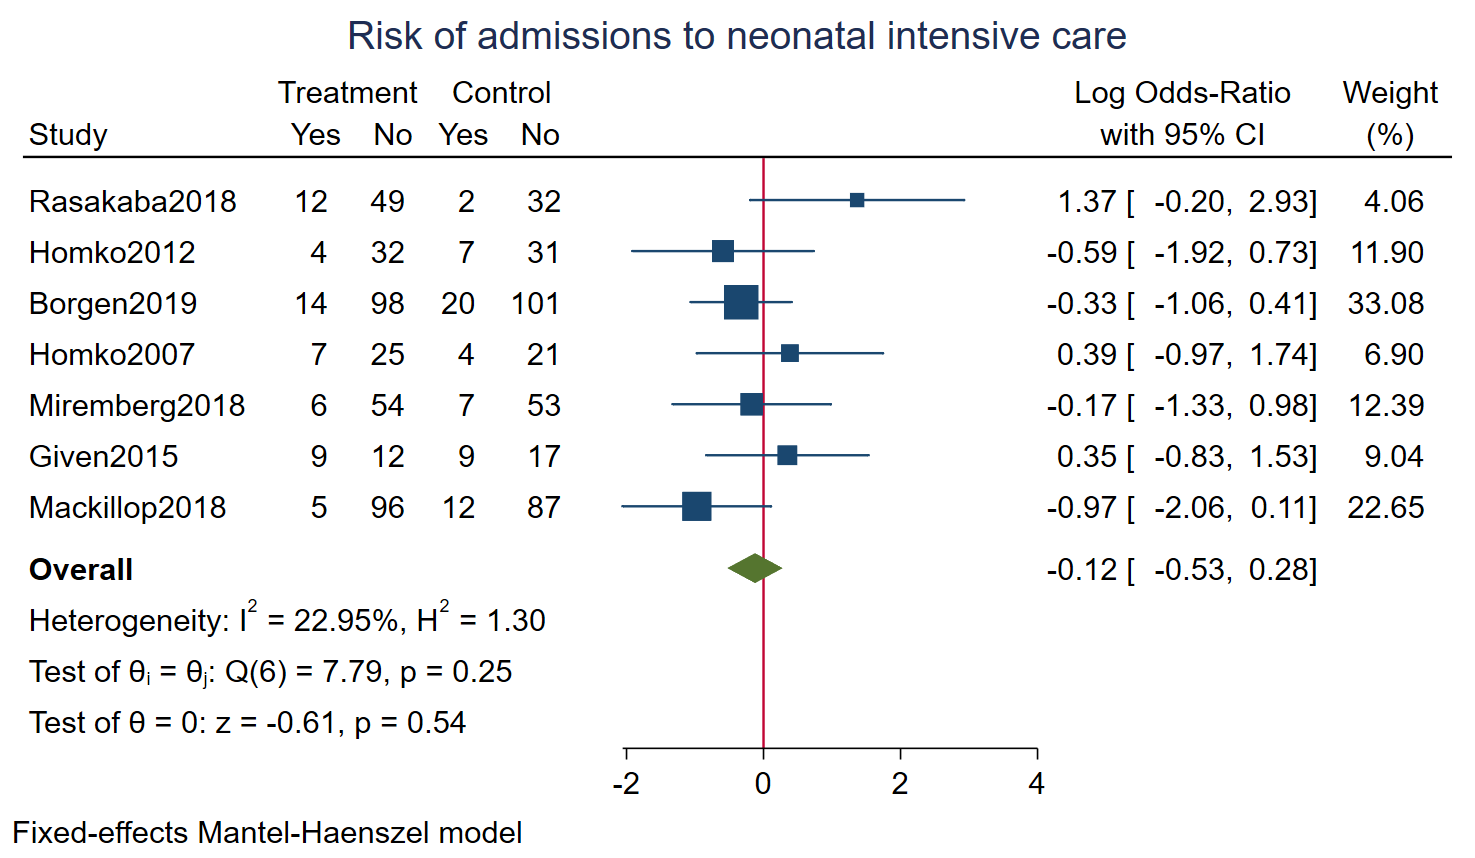 Risk of admissions to neonatal intensive care
Treatment Control Log Odds-Ratio Weight
Study Yes No Yes No with 95% CI (%)
Rasakaba2018 12 49 2 32 1.37 [ -0.20, 2.93] 4.06
Homko2012 4 32 7 31 -0.59 [ -1.92, 0.73] 11.90
Borgen2019 14 98 20 101 -0.33 [ -1.06, 0.41] 33.08
Homko2007 7 25 4 21 0.39 [ -0.97, 1.74] 6.90
Miremberg2018 6 54 7 53 -0.17 [ -1.33, 0.98] 12.39
Given2015 9 12 9 17 0.35 [ -0.83, 1.53] 9.04
Mackillop2018 5 96 12 87 -0.97 [ -2.06, 0.11] 22.65
Overall -0.12 [ -0.53, 0.28]
Heterogeneity: I² = 22.95%, H² = 1.30
Test of θᵢ = θⱼ: Q(6) = 7.79, p = 0.25
Test of θ = 0: z = -0.61, p = 0.54
-2 0 2 4
Fixed-effects Mantel-Haenszel model